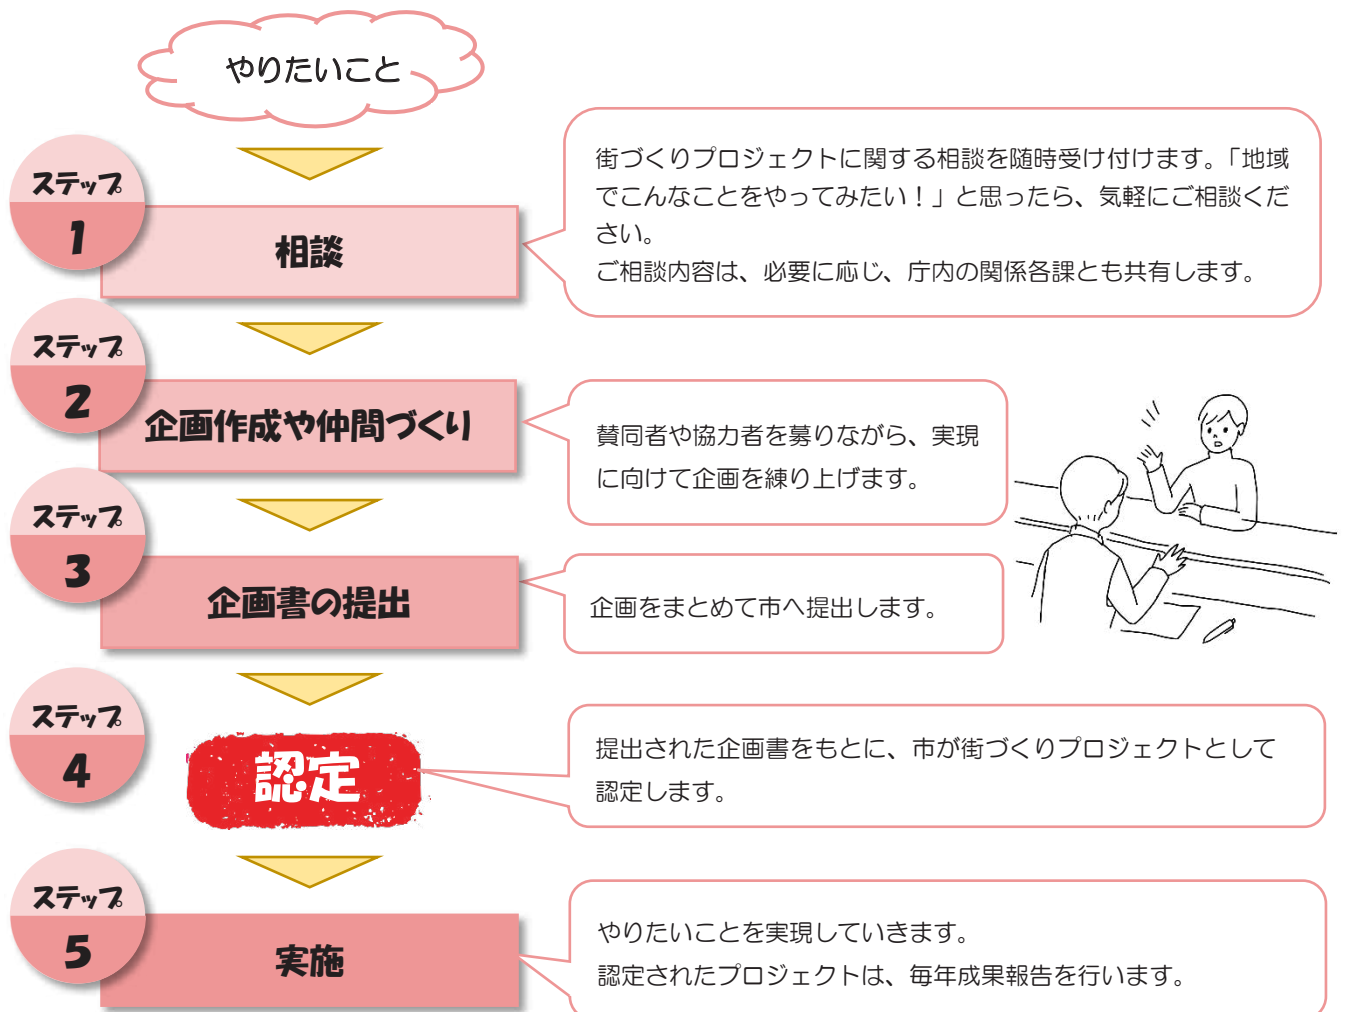 やりたいこと
ステップ
1
相談
街づくりプロジェクトに関する相談を随時受け付けます。「地域
でこんなことをやってみたい！」と思ったら、気軽にご相談くだ
さい。
ご相談内容は、必要に応じ、庁内の関係各課とも共有します。
ステップ
2
企画作成や仲間づくり
賛同者や協力者を募りながら、実現
に向けて企画を練り上げます。
ステップ
3
企画書の提出
企画をまとめて市へ提出します。
ステップ
4
認定
提出された企画書をもとに、市が街づくりプロジェクトとして
認定します。
ステップ
5
実施
やりたいことを実現していきます。
認定されたプロジェクトは、毎年成果報告を行います。